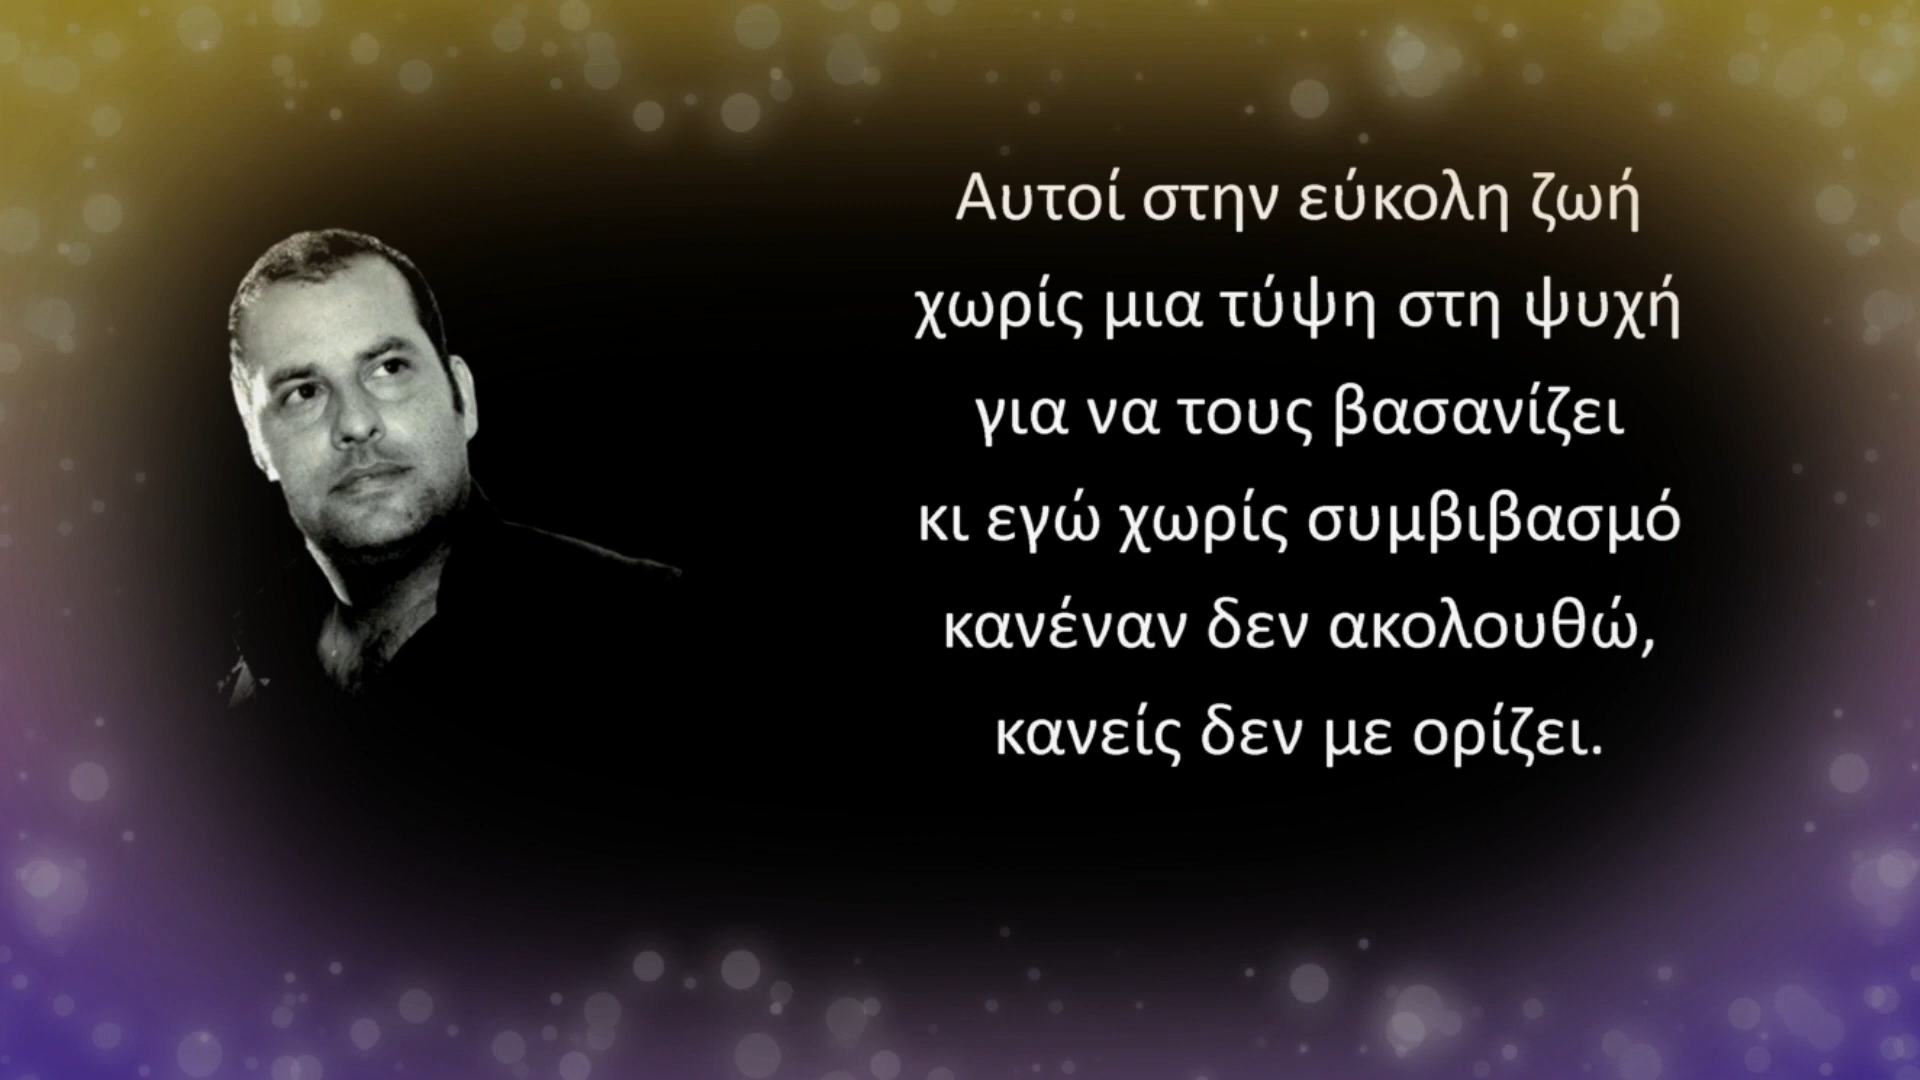 Αυτοί στην εύκολη ζωή
χωρίς μια τύψη στη ψυχή
για να τους βασανίζει
κι εγώ χωρίς συμβιβασμό
κανέναν δεν ακολουθώ,
κανείς δεν με ορίζει.